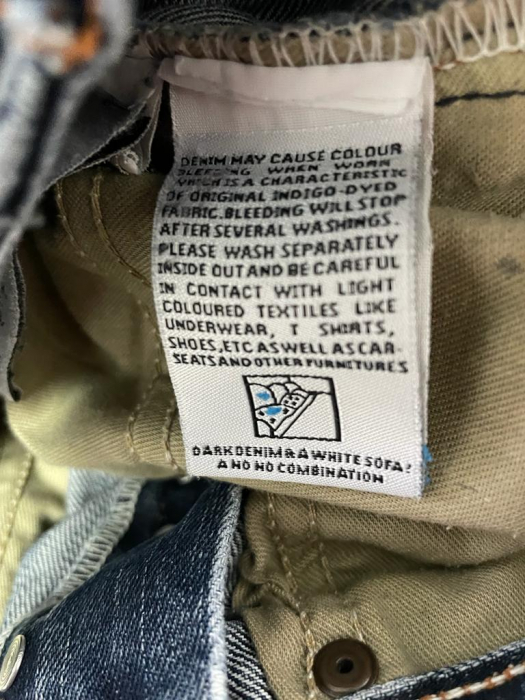 DENIM MAY CAUSE COLOUR
BLEEDING WHEN WORN
WHICH IS A CHARACTERISTIC
OF ORIGINAL INDIGO-DYED
FABRIC.BLEEDING WILL STOP
AFTER SEVERAL WASHINGS.
PLEASE WASH SEPARATELY
INSIDE OUT AND BE CAREFUL
IN CONTACT WITH LIGHT
COLOURED TEXTILES LIKE
UNDERWEAR, T SHIRTS,
SHOES,ETC AS WELL AS CAR-
SEATS AND OTHER FURNITURES
DARK DENIM & A WHITE SOFA?
A NO NO COMBINATION